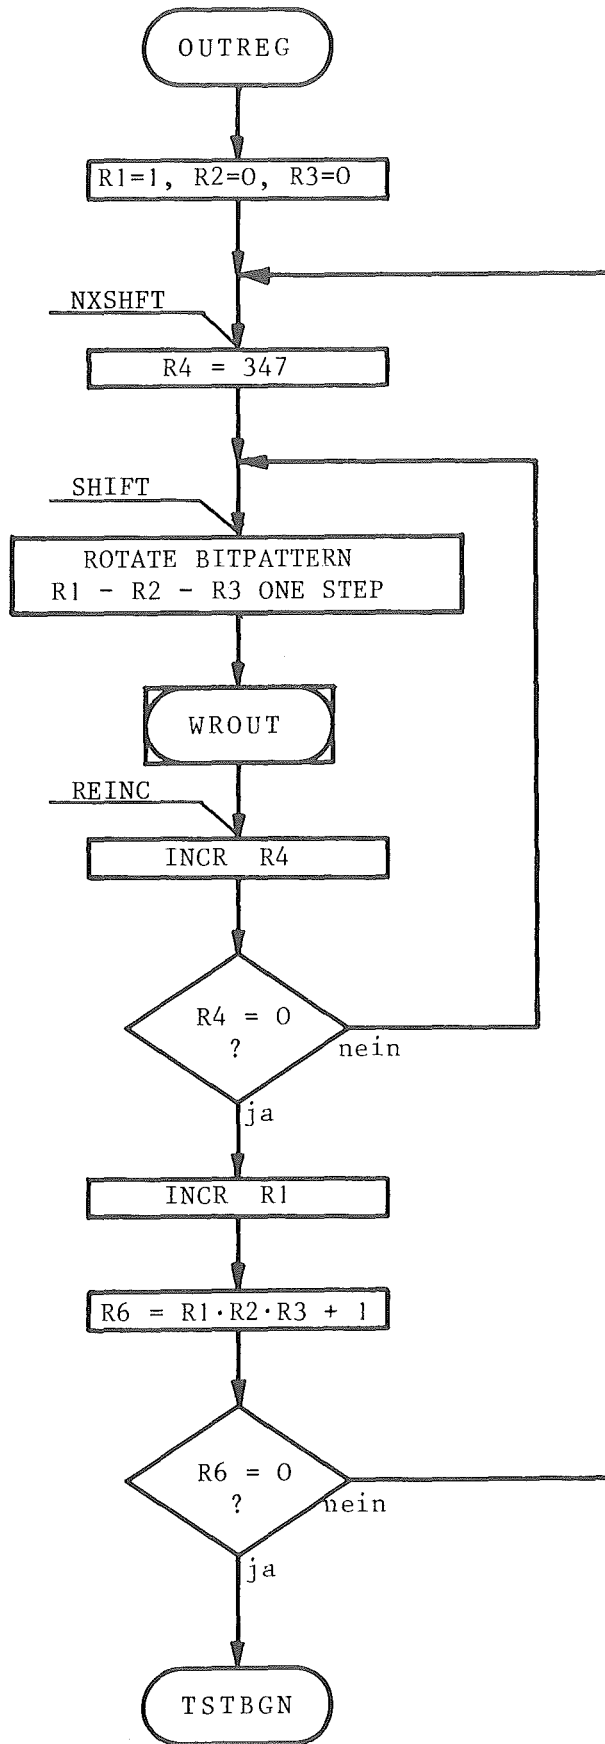 OUTREG
R1=1, R2=0, R3=0
NXSHFT
R4 = 347
SHIFT
ROTATE BITPATTERN
R1 - R2 - R3 ONE STEP
WROUT
REINC
INCR R4
R4 = 0
?
nein
ja
INCR R1
R6 = R1·R2·R3 + 1
R6 = 0
?
nein
ja
TSTBGN